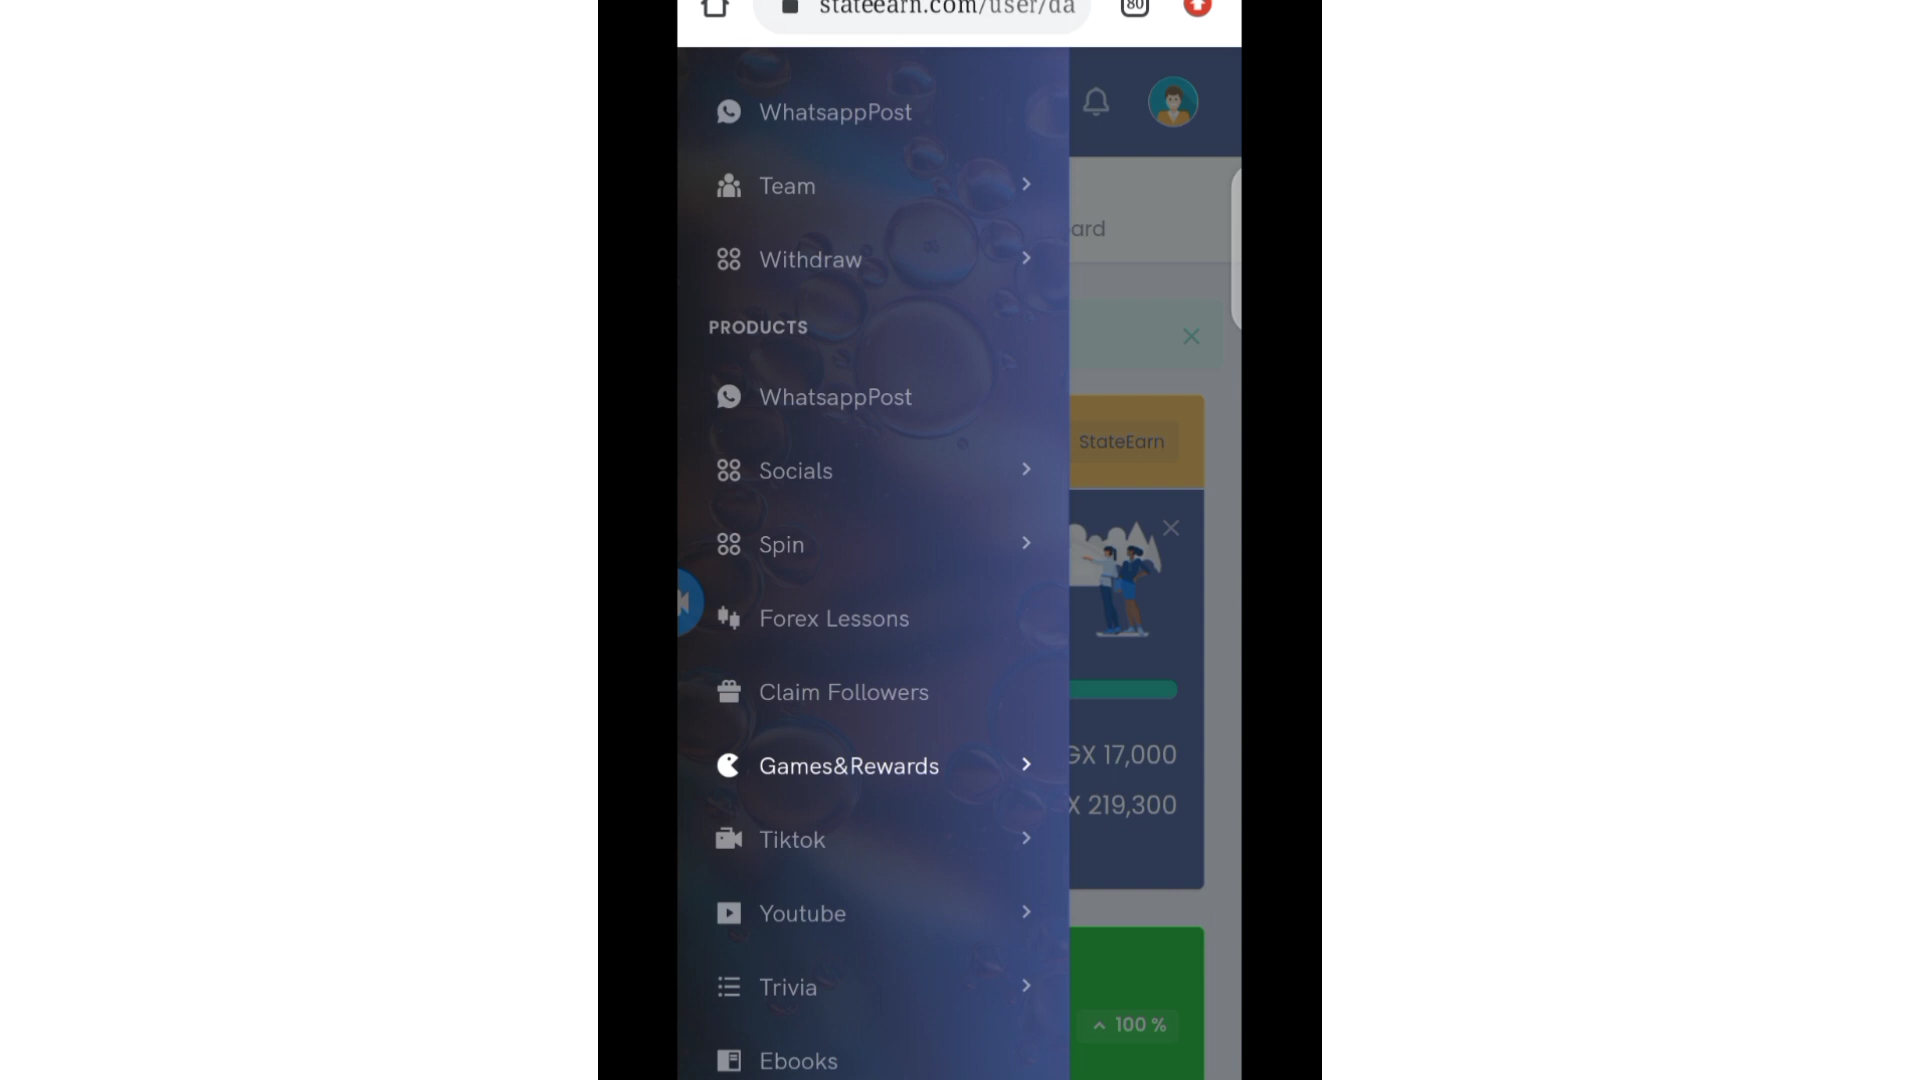 stateearn.com/user/da
80
WhatsappPost
Team
ard
Withdraw
PRODUCTS
WhatsappPost
StateEarn
Socials
Spin
Forex Lessons
Claim Followers
GX 17,000
Games&Rewards
X 219,300
Tiktok
Youtube
Trivia
100 %
Ebooks